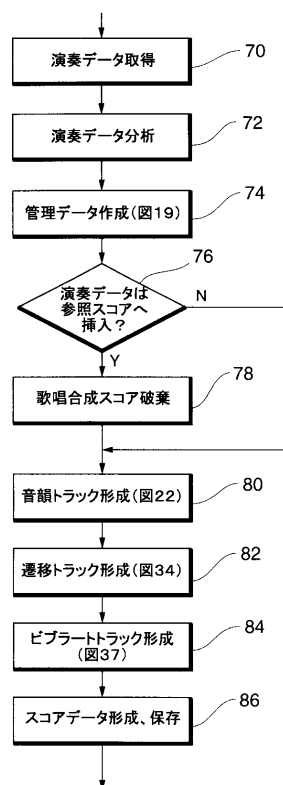 演奏データ取得
70
演奏データ分析
72
管理データ作成(図19)
74
76
演奏データは
参照スコアへ
挿入?
N
Y
歌唱合成スコア破棄
78
音韻トラック形成(図22)
80
遷移トラック形成(図34)
82
ビブラートトラック形成
(図37)
84
スコアデータ形成、保存
86